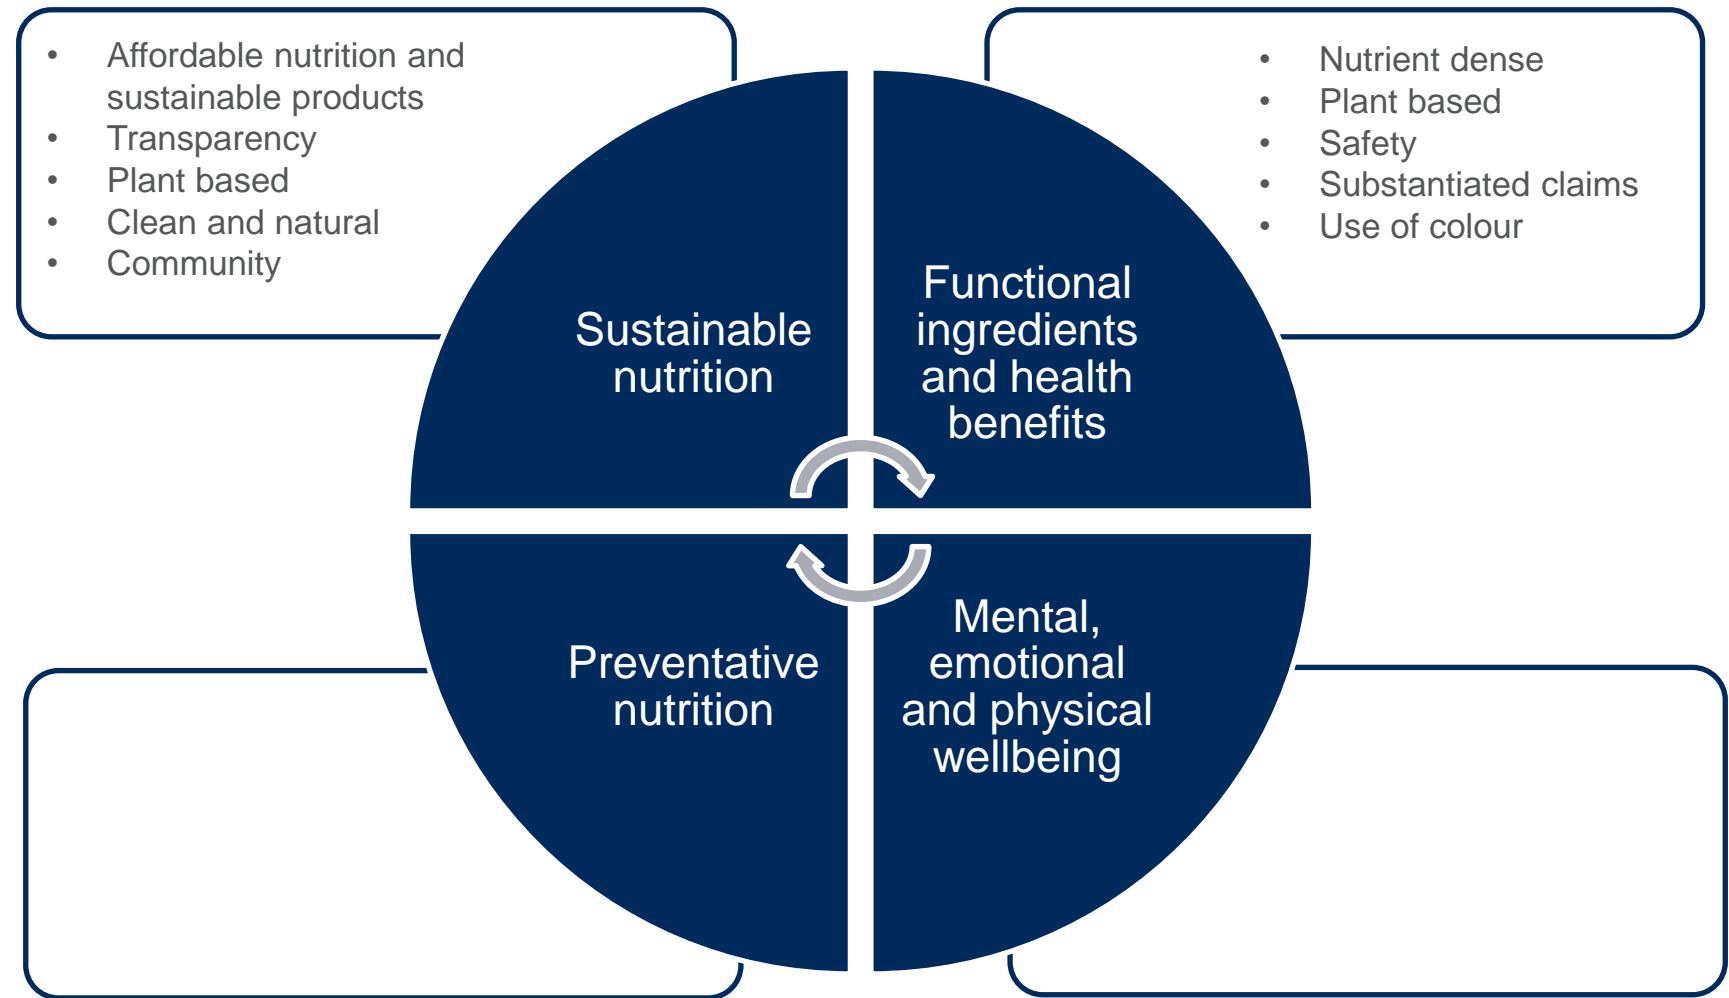 • Affordable nutrition and
sustainable products
• Transparency
• Plant based
• Clean and natural
• Community
• Nutrient dense
• Plant based
• Safety
• Substantiated claims
• Use of colour
Sustainable
nutrition
Functional
ingredients
and health
benefits
Preventative
nutrition
Mental,
emotional
and physical
wellbeing